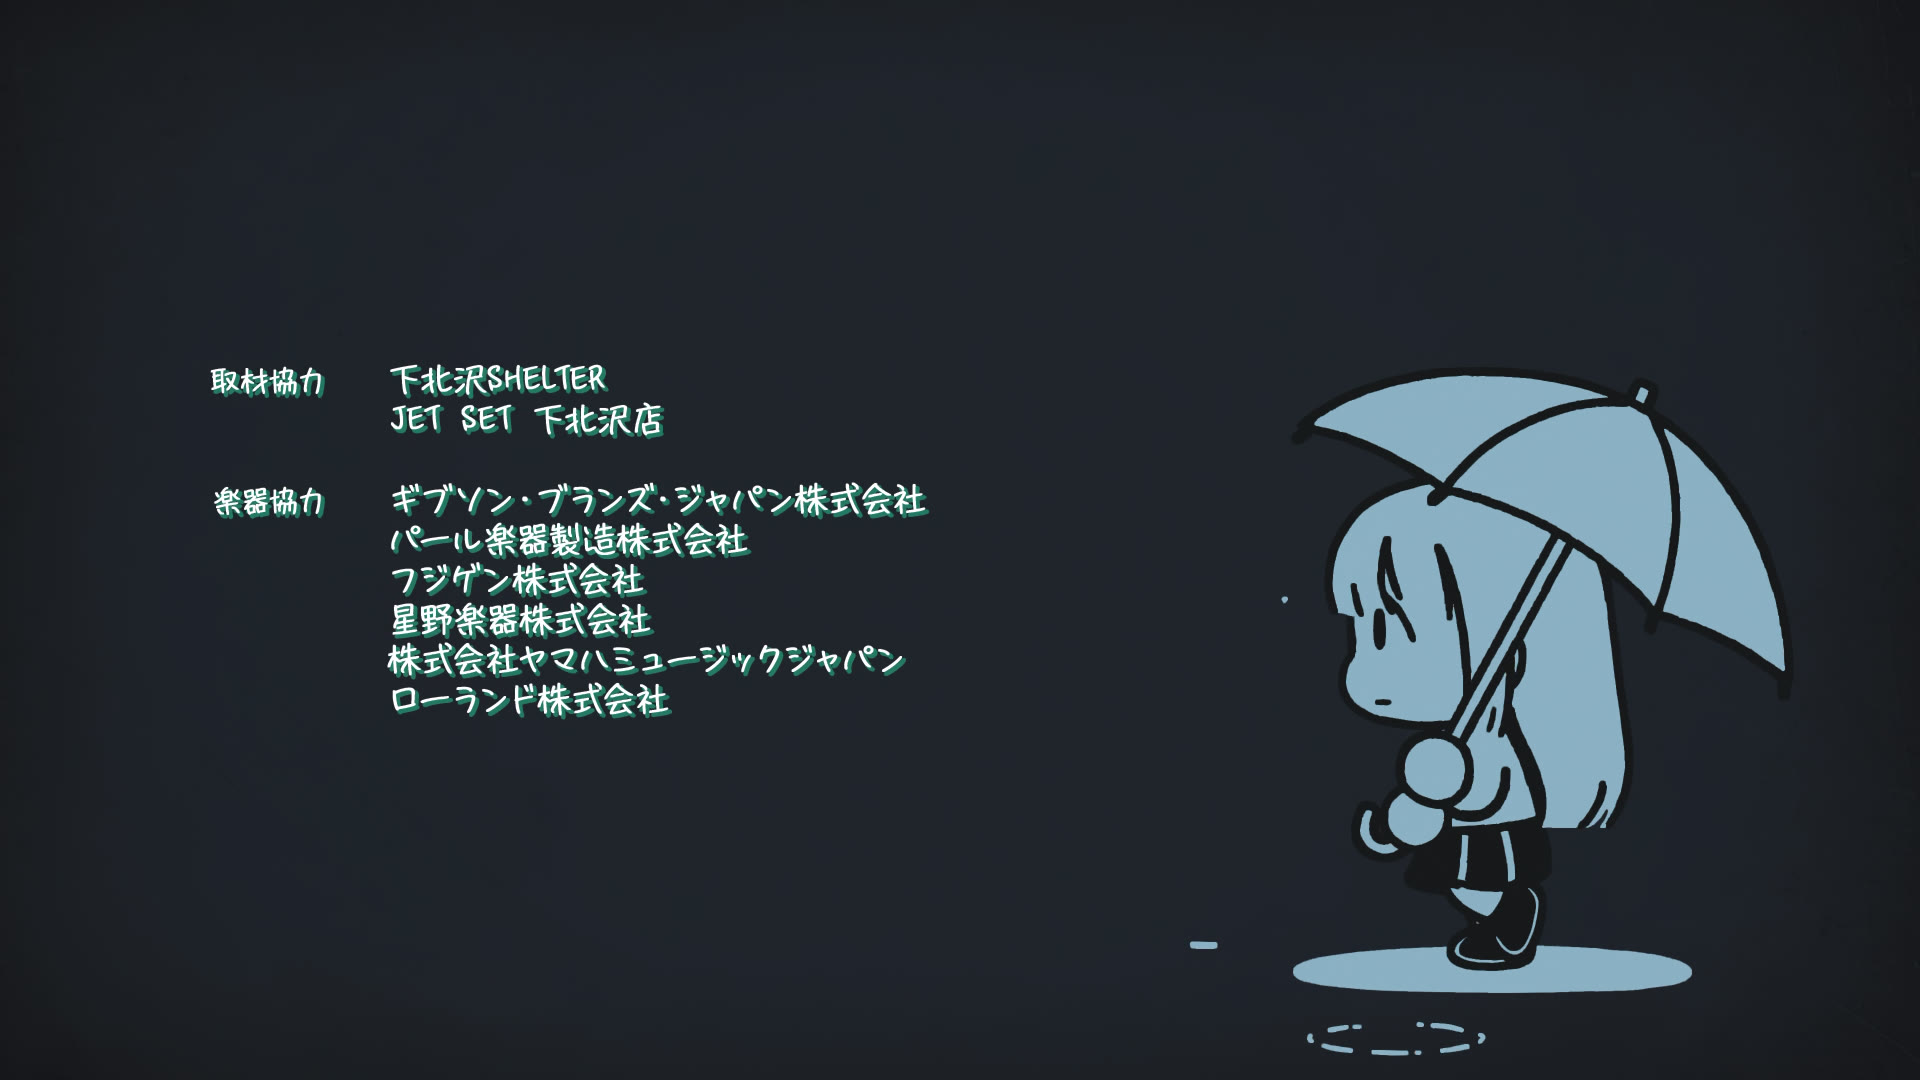 取材協力 下北沢SHELTER
JET SET 下北沢店
楽器協力 ギブソン・ブランズ・ジャパン株式会社
パール楽器製造株式会社
フジゲン株式会社
星野楽器株式会社
株式会社ヤマハミュージックジャパン
ローランド株式会社